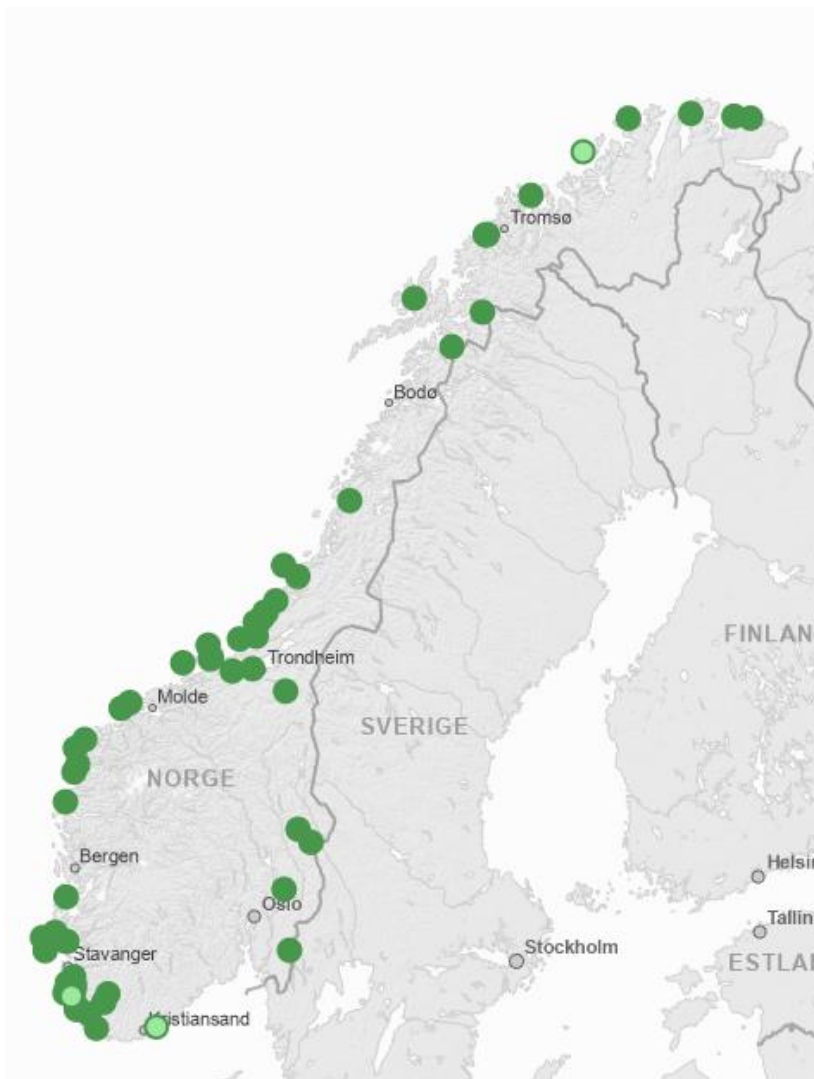 Tromsø
Bodø
FINLAN
Trondheim
Molde
SVERIGE
NORGE
Bergen
Helsin
Oslo
Tallin
Stavanger
Stockholm
ESTLA
Kristiansand